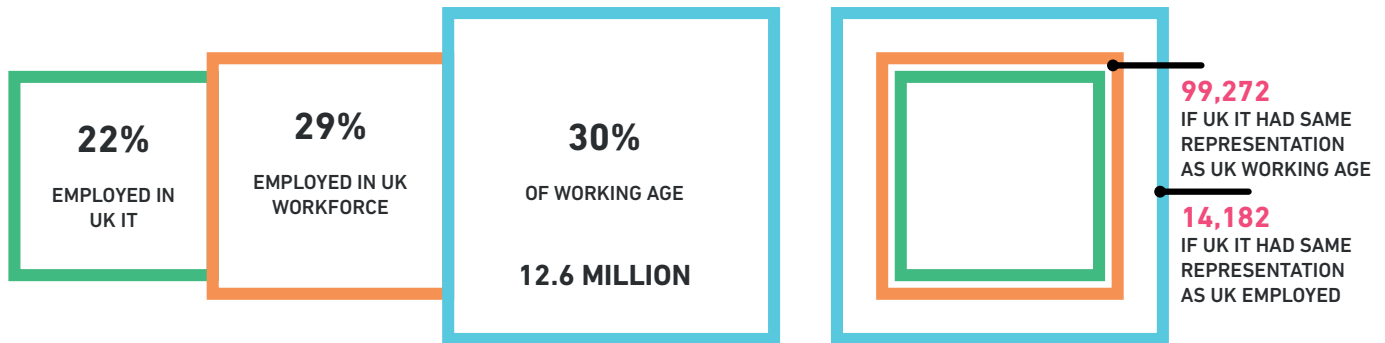 22%
EMPLOYED IN
UK IT
29%
EMPLOYED IN UK
WORKFORCE
30%
OF WORKING AGE
12.6 MILLION
99,272
IF UK IT HAD SAME
REPRESENTATION
AS UK WORKING AGE
14,182
IF UK IT HAD SAME
REPRESENTATION
AS UK EMPLOYED